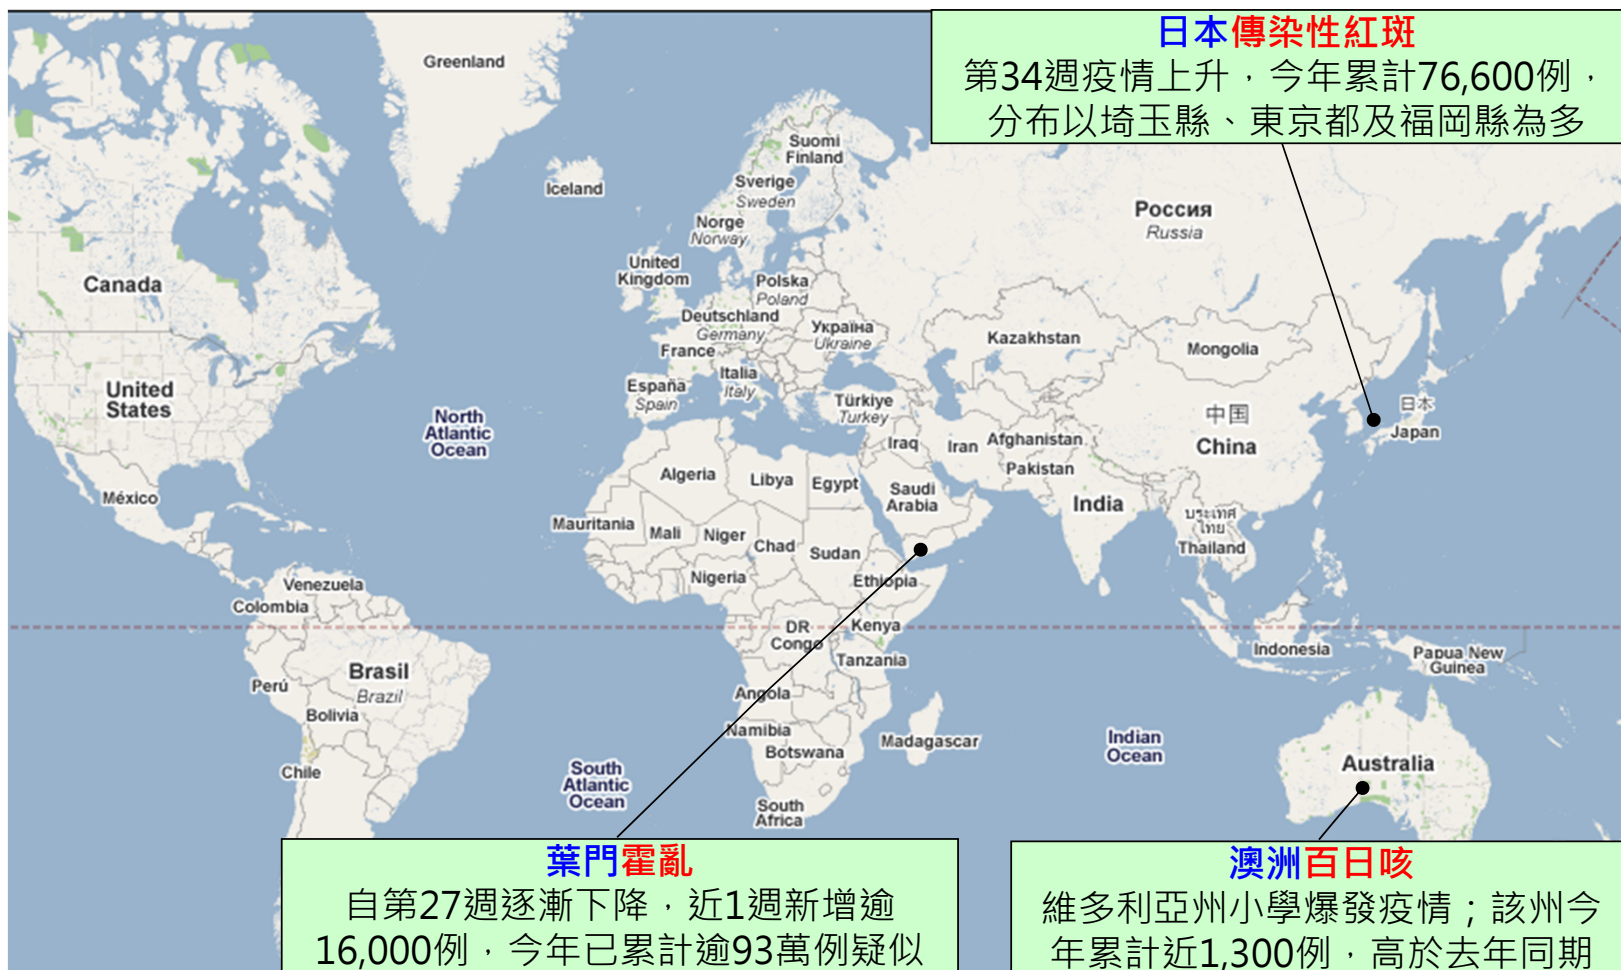 日本傳染性紅斑
第34週疫情上升，今年累計76,600例，
分布以埼玉縣、東京都及福岡縣為多
Greenland
Iceland
Suomi
Finland
Sverige
Sweden
Norge
Norway
Россия
Russia
United
Kingdom
Polska
Poland
Deutschland
Germany
Україна
Ukraine
France
Italia
Italy
España
Spain
Türkiye
Turkey
Kazakhstan
Mongolia
中国
China
日本
Japan
Canada
United
States
North
Atlantic
Ocean
México
Iraq
Iran
Afghanistan
Pakistan
India
Algeria
Libya
Egypt
Saudi
Arabia
Mauritania
Mali
Niger
Chad
Sudan
Nigeria
Ethiopia
ประเทศ
ไทย
Thailand
Venezuela
Colombia
DR
Congo
Kenya
Tanzania
Indonesia
Papua New
Guinea
Perú
Brasil
Brazil
Bolivia
Angola
Namibia
Botswana
Madagascar
Indian
Ocean
Australia
Chile
South
Atlantic
Ocean
South
Africa
葉門霍亂
自第27週逐漸下降，近1週新增逾
16,000例，今年已累計逾93萬例疑似
澳洲百日咳
維多利亞州小學爆發疫情；該州今
年累計近1,300例，高於去年同期